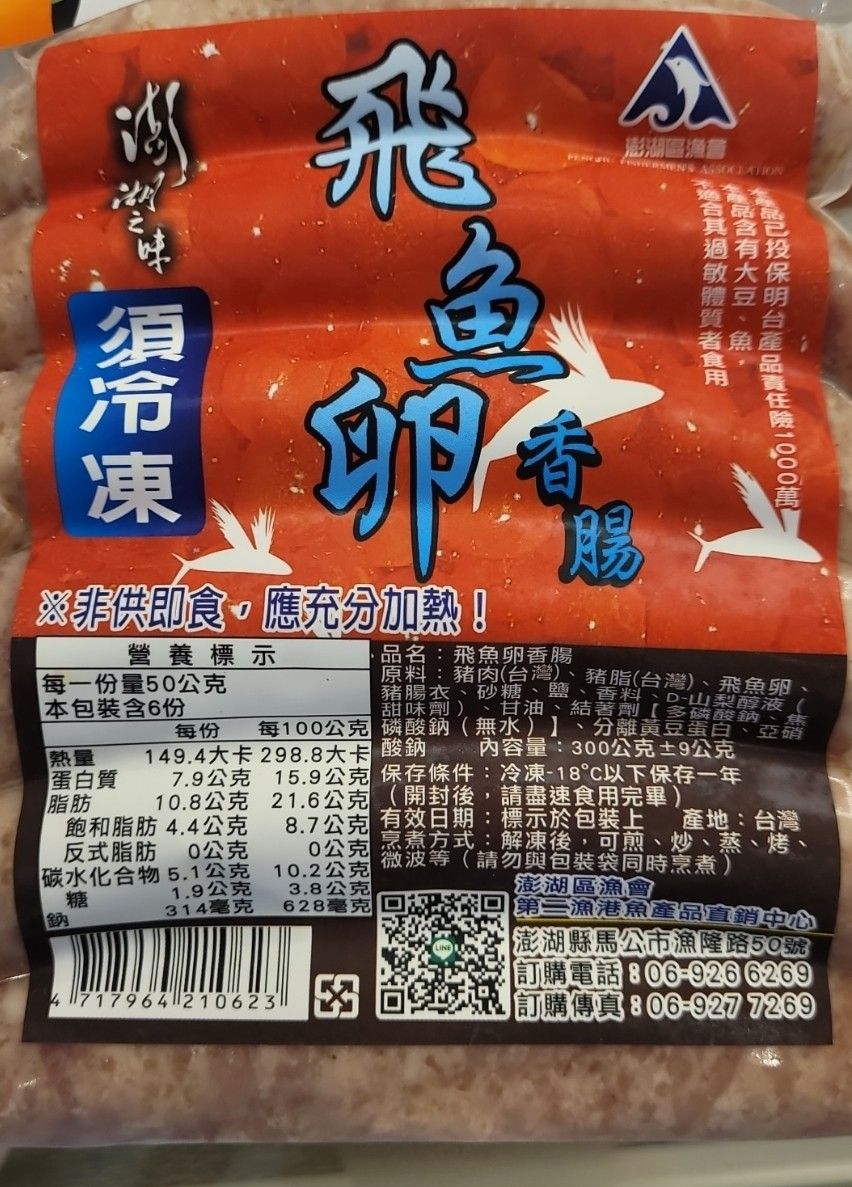 澎湖之味
飛魚卵
香腸
須冷凍
澎湖區漁會
本產品已投保明台產品責任險1000萬
本產品含有大豆、魚，
不適合其過敏體質者食用
※非供即食，應充分加熱！
營養標示
每一份量50公克
本包裝含6份
每份 每100公克
熱量 149.4大卡 298.8大卡
蛋白質 7.9公克 15.9公克
脂肪 10.8公克 21.6公克
飽和脂肪 4.4公克 8.7公克
反式脂肪 0公克 0公克
碳水化合物 5.1公克 10.2公克
糖 1.9公克 3.8公克
鈉 314毫克 628毫克
品名：飛魚卵香腸
原料：豬肉(台灣)、豬脂(台灣)、飛魚卵、
豬腸衣、砂糖、鹽、香料、D-山梨醇液（
甜味劑）、甘油、結著劑【多磷酸鈉、焦
磷酸鈉（無水）】、分離黃豆蛋白、亞硝
酸鈉 內容量：300公克±9公克
保存條件：冷凍-18°C以下保存一年
（開封後，請盡速食用完畢）
有效日期：標示於包裝上 產地：台灣
烹煮方式：解凍後，可煎、炒、蒸、烤、
微波等（請勿與包裝袋同時烹煮）
澎湖區漁會
第三漁港魚產品直銷中心
澎湖縣馬公市漁隆路50號
訂購電話：06-926 6269
訂購傳真：06-927 7269
LINE
4 717964 210623